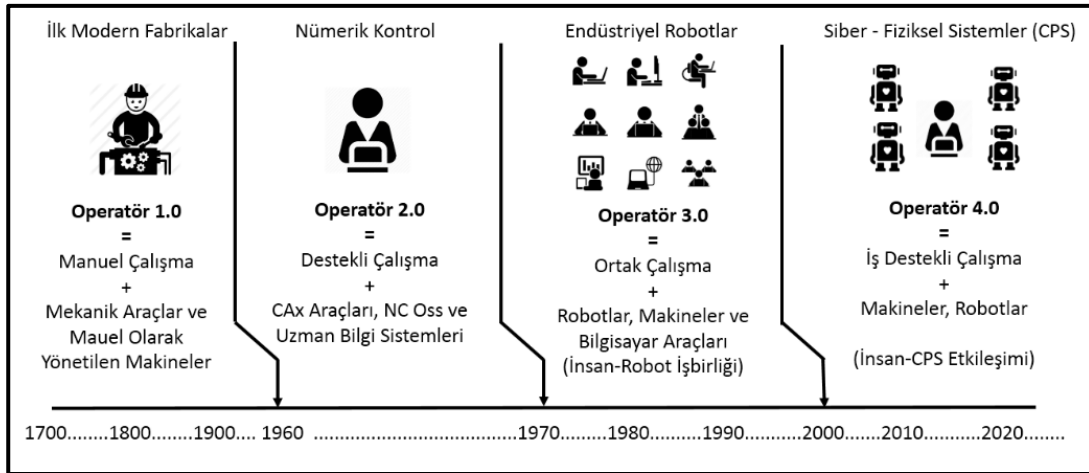 İlk Modern Fabrikalar
Operatör 1.0
=
Manuel Çalışma
+
Mekanik Araçlar ve
Mauel Olarak
Yönetilen Makineler
Nümerik Kontrol
Operatör 2.0
=
Destekli Çalışma
+
CAx Araçları, NC Oss ve
Uzman Bilgi Sistemleri
Endüstriyel Robotlar
Operatör 3.0
=
Ortak Çalışma
+
Robotlar, Makineler ve
Bilgisayar Araçları
(İnsan-Robot İşbirliği)
Siber - Fiziksel Sistemler (CPS)
Operatör 4.0
=
İş Destekli Çalışma
+
Makineler, Robotlar
(İnsan-CPS Etkileşimi)
1700........1800........1900.... 1960 ....................................1970........1980........1990........2000........2010........2020........